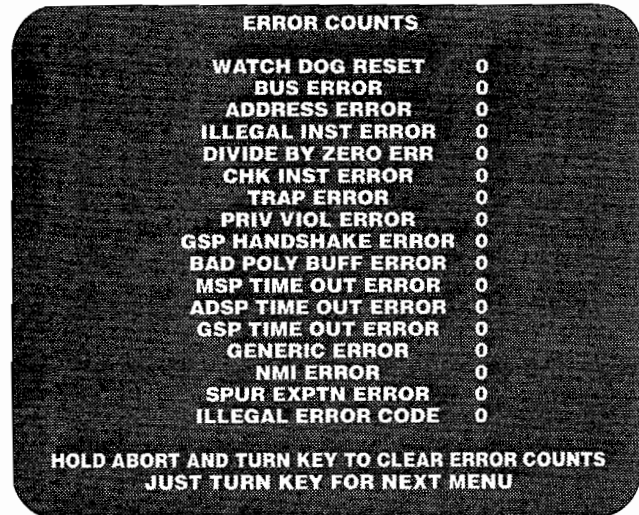 ERROR COUNTS
WATCH DOG RESET 0
BUS ERROR 0
ADDRESS ERROR 0
ILLEGAL INST ERROR 0
DIVIDE BY ZERO ERR 0
CHK INST ERROR 0
TRAP ERROR 0
PRIV VIOL ERROR 0
GSP HANDSHAKE ERROR 0
BAD POLY BUFF ERROR 0
MSP TIME OUT ERROR 0
ADSP TIME OUT ERROR 0
GSP TIME OUT ERROR 0
GENERIC ERROR 0
NMI ERROR 0
SPUR EXPTN ERROR 0
ILLEGAL ERROR CODE 0
HOLD ABORT AND TURN KEY TO CLEAR ERROR COUNTS
JUST TURN KEY FOR NEXT MENU